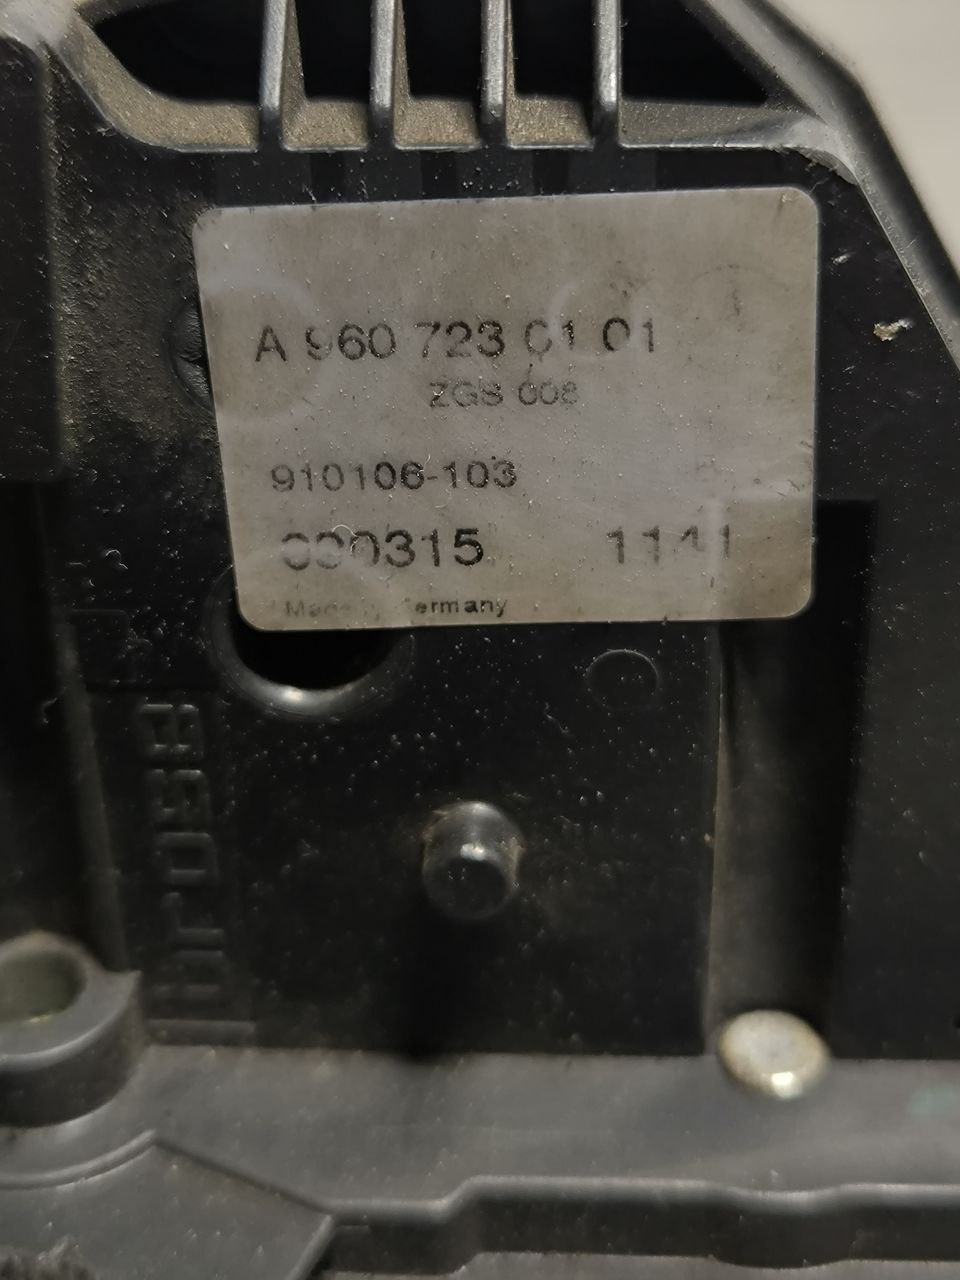 A 960 723 01 01
ZGS 008
910106-103
030315 1141
Made in Germany